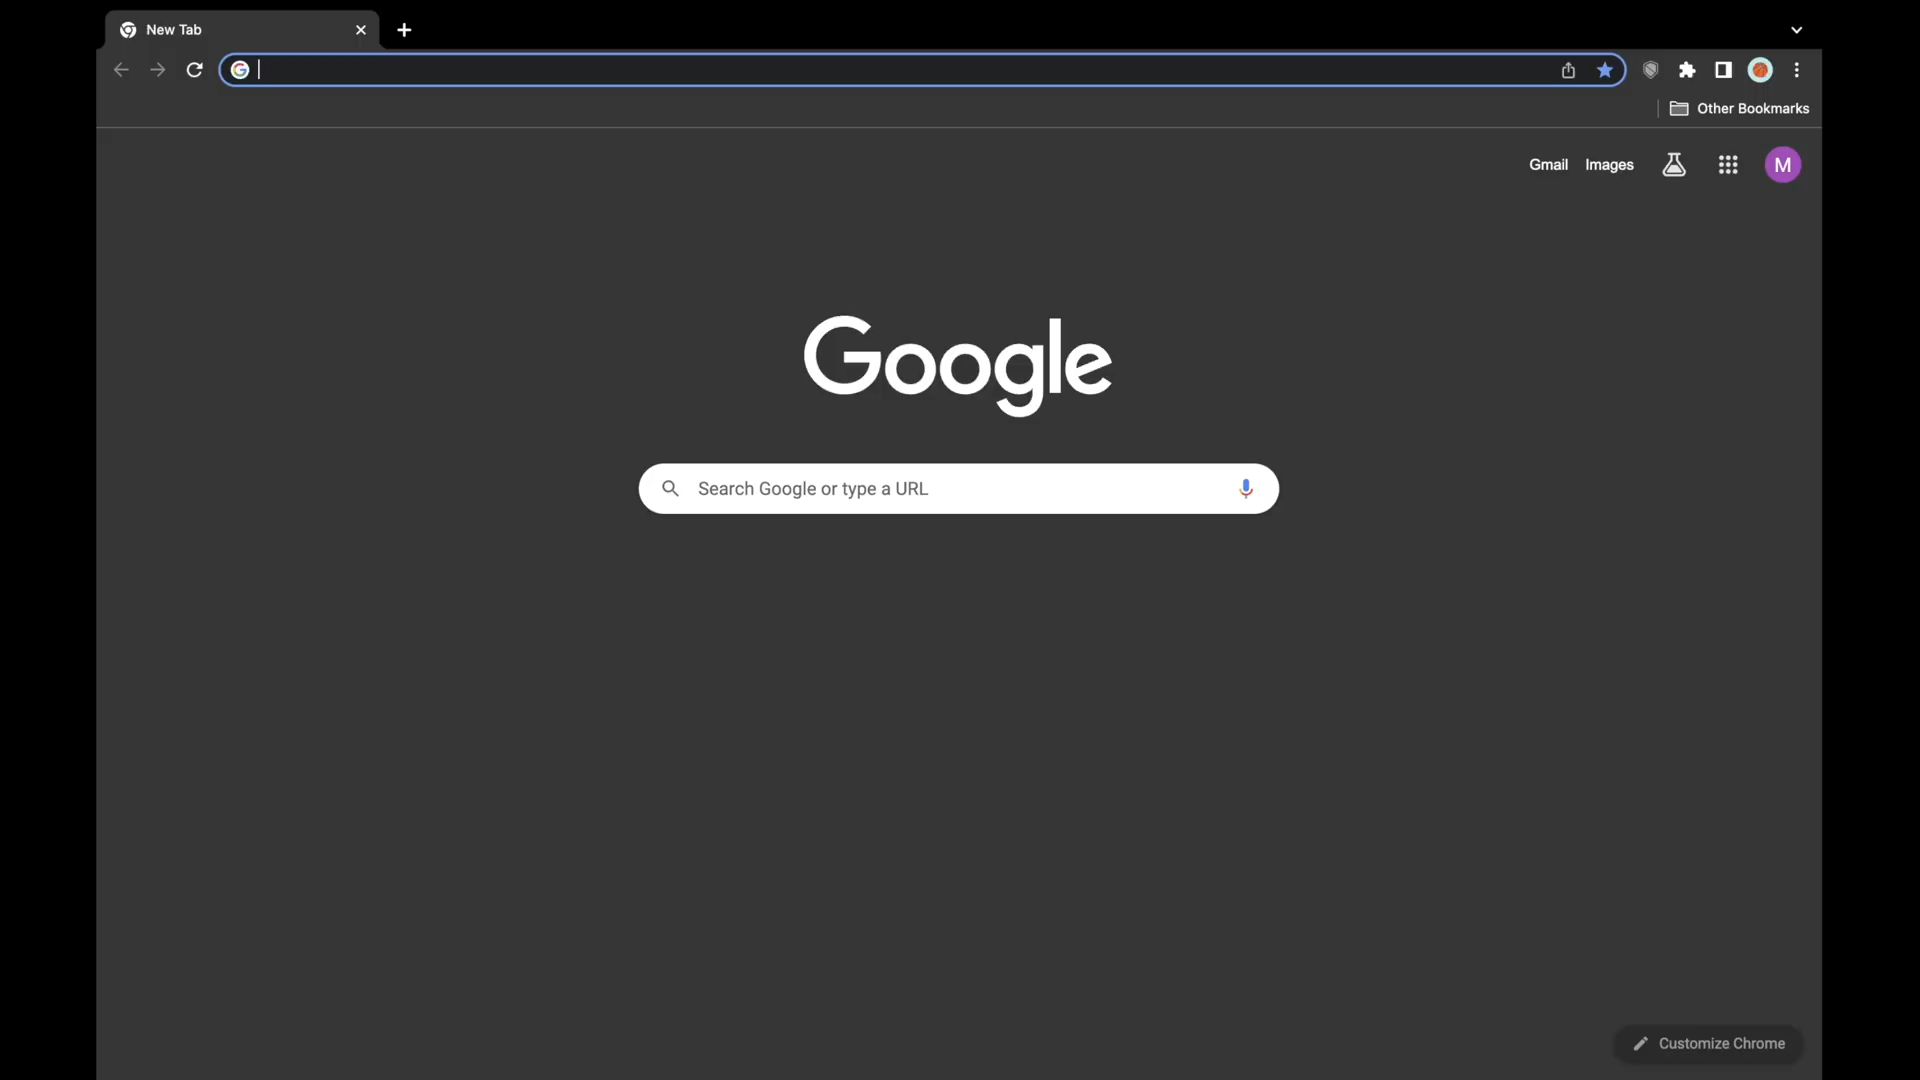 New Tab
Other Bookmarks
Gmail Images
M
Google
Search Google or type a URL
Customize Chrome